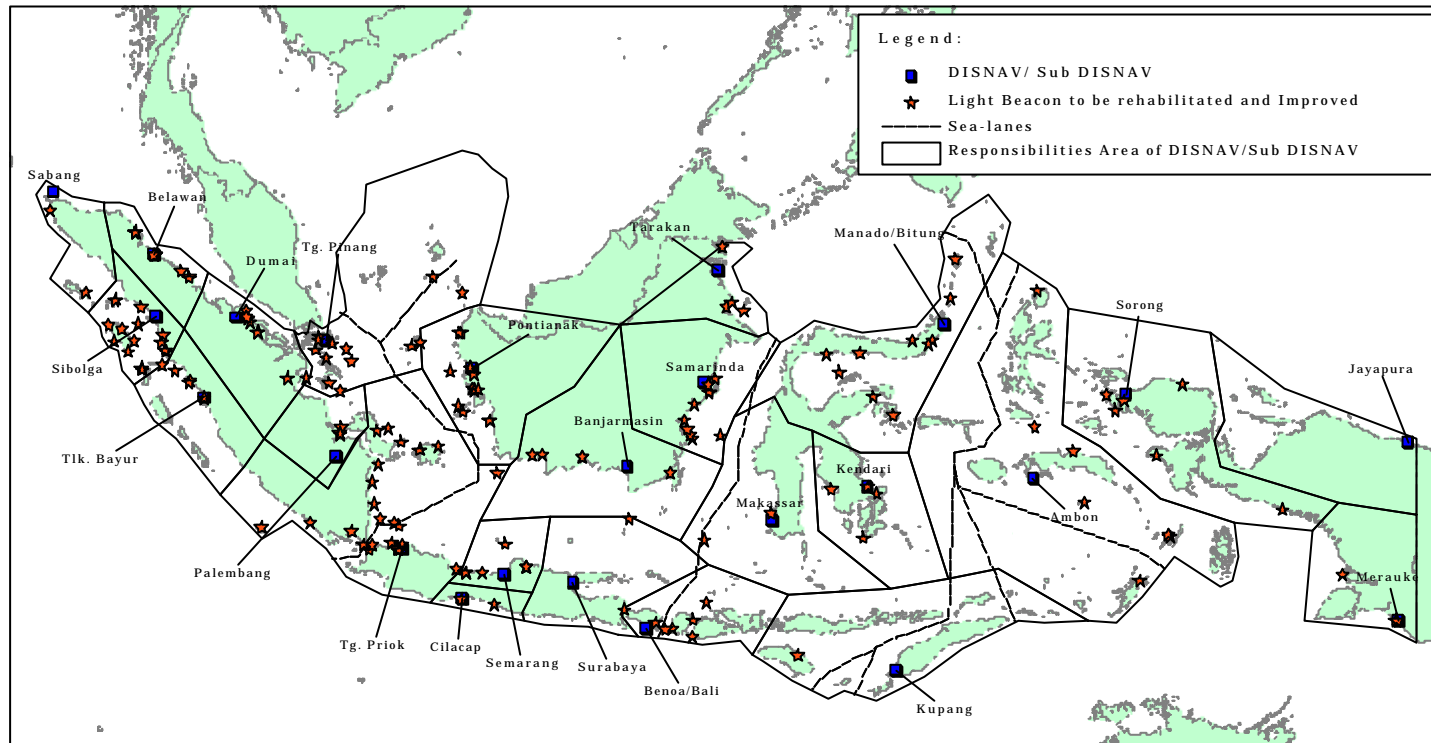 Legend:
DISNAV/ Sub DISNAV
Light Beacon to be rehabilitated and Improved
Sea-lanes
Responsibilities Area of DISNAV/Sub DISNAV
Sabang
Belawan
Tarakan
Manado/Bitung
Tg. Pinang
Dumai
Sorong
Pontianak
Jayapura
Sibolga
Samarinda
Banjarmasin
Tlk. Bayur
Kendari
Makassar
Ambon
Palembang
Merauke
Tg. Priok
Cilacap
Semarang
Surabaya
Benoa/Bali
Kupang